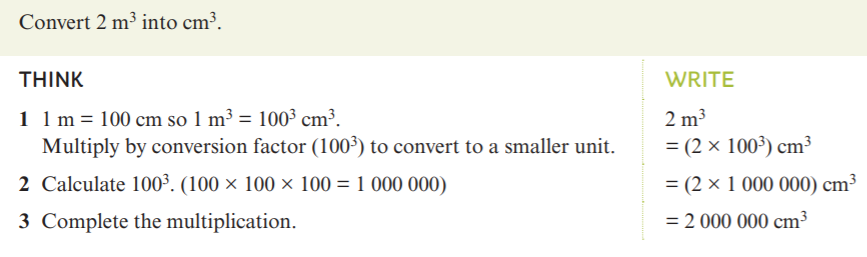 Convert 2 m³ into cm³.
THINK
WRITE
1 1 m = 100 cm so 1 m³ = 100³ cm³.
Multiply by conversion factor (100³) to convert to a smaller unit.
2 m³
= (2 × 100³) cm³
2 Calculate 100³. (100 × 100 × 100 = 1 000 000)
= (2 × 1 000 000) cm³
3 Complete the multiplication.
= 2 000 000 cm³